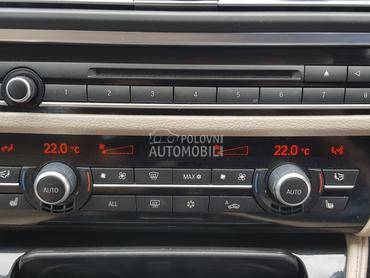 1 2 3 4 5 6 7 8
22.0 °C 22.0 °C
POLOVNI
AUTOMOBILI
AUTO MAX AUTO
ALL A